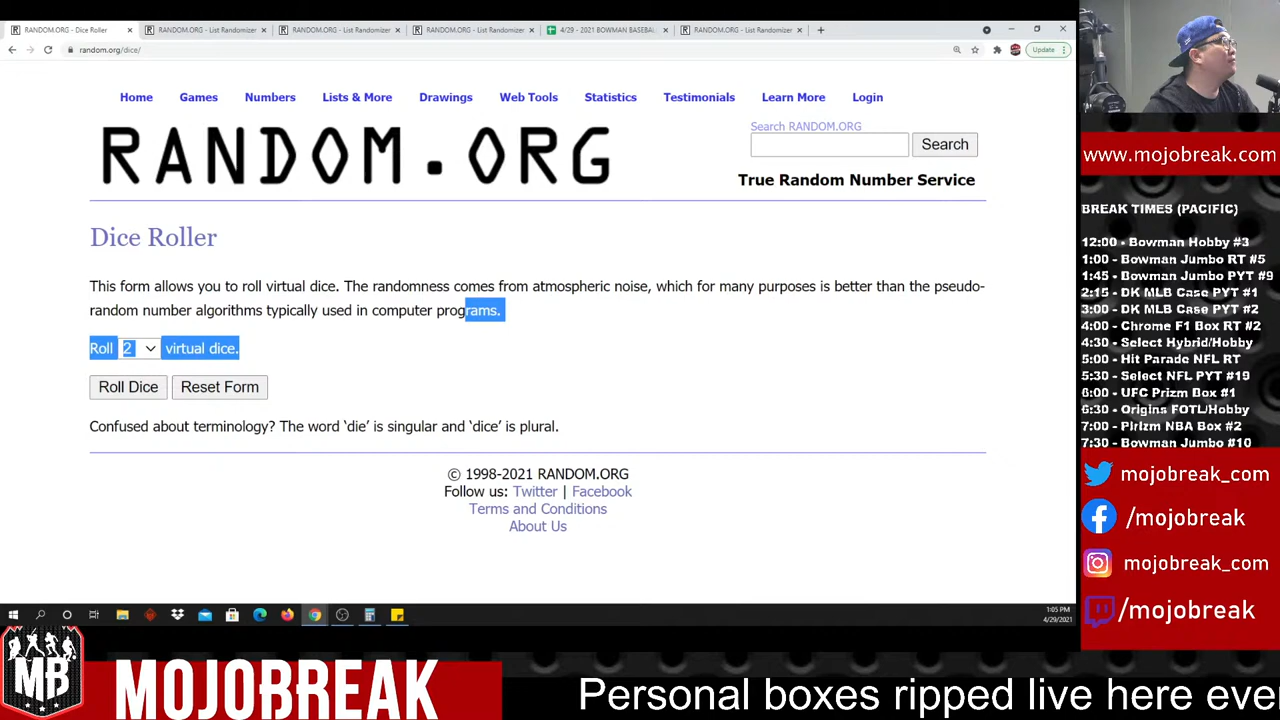 RANDOM.ORG - Dice Roller
RANDOM.ORG - List Randomizer
RANDOM.ORG - List Randomizer
RANDOM.ORG - List Randomizer
4/29 - 2021 BOWMAN BASEBA
RANDOM.ORG - List Randomizer
random.org/dice/
Update
Home Games Numbers Lists & More Drawings Web Tools Statistics Testimonials Learn More Login
RANDOM.ORG
Search RANDOM.ORG
Search
True Random Number Service
Dice Roller
This form allows you to roll virtual dice. The randomness comes from atmospheric noise, which for many purposes is better than the pseudo-
random number algorithms typically used in computer programs.
Roll 2 virtual dice.
Roll Dice Reset Form
Confused about terminology? The word ‘die’ is singular and ‘dice’ is plural.
© 1998-2021 RANDOM.ORG
Follow us: Twitter | Facebook
Terms and Conditions
About Us
1:05 PM
4/29/2021
www.mojobreak.com
BREAK TIMES (PACIFIC)
12:00 - Bowman Hobby #3
1:00 - Bowman Jumbo RT #5
1:45 - Bowman Jumbo PYT #9
2:15 - DK MLB Case PYT #1
3:00 - DK MLB Case PYT #2
4:00 - Chrome F1 Box RT #2
4:30 - Select Hybrid/Hobby
5:00 - Hit Parade NFL RT
5:30 - Select NFL PYT #19
6:00 - UFC Prizm Box #1
6:30 - Origins FOTL/Hobby
7:00 - Pirizm NBA Box #2
7:30 - Bowman Jumbo #10
mojobreak_com
/mojobreak
mojobreak_com
/mojobreak
MB
MOJOBREAK
Personal boxes ripped live here eve